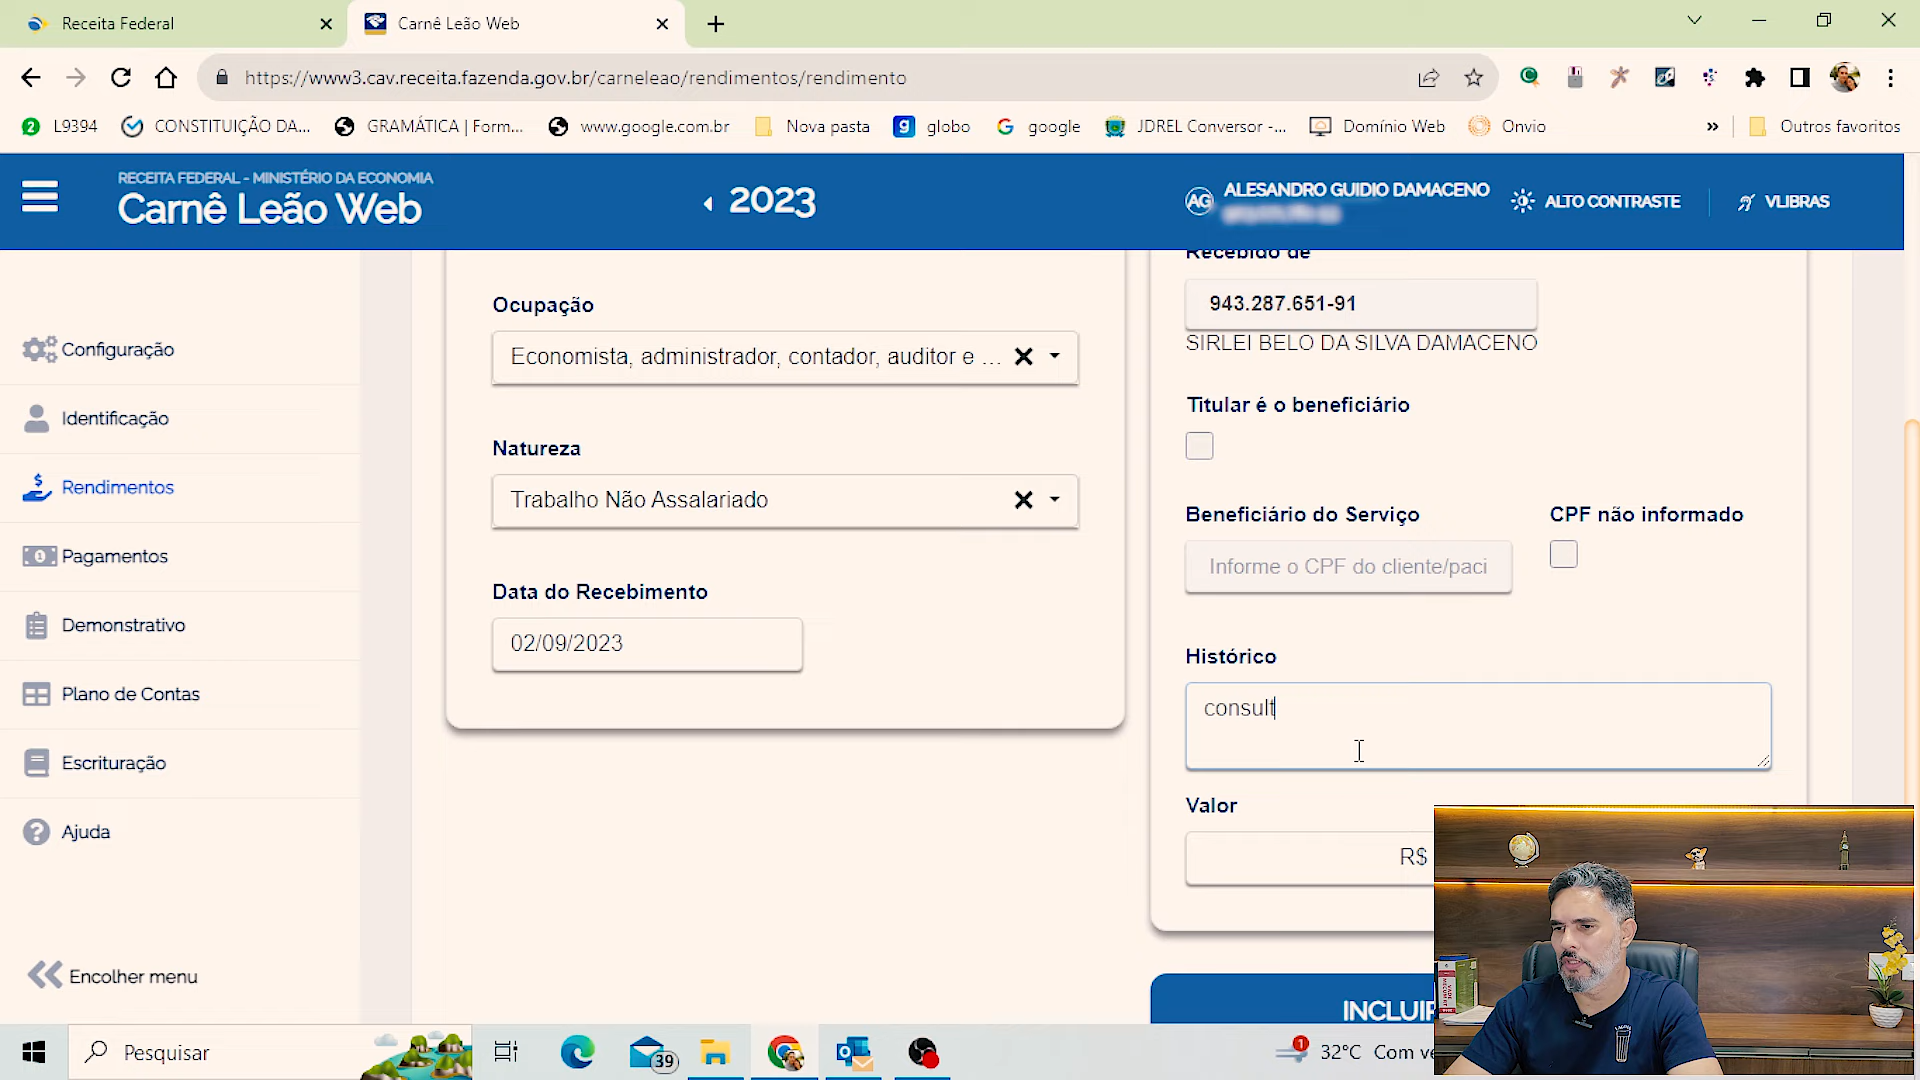 Receita Federal
Carnê Leão Web
https://www3.cav.receita.fazenda.gov.br/carneleao/rendimentos/rendimento
L9394
CONSTITUIÇÃO DA...
GRAMÁTICA | Form...
www.google.com.br
Nova pasta
globo
google
JDREL Conversor -...
Domínio Web
Onvio
Outros favoritos
RECEITA FEDERAL - MINISTÉRIO DA ECONOMIA
Carnê Leão Web
2023
AG
ALESANDRO GUIDIO DAMACENO
ALTO CONTRASTE
VLIBRAS
Configuração
Identificação
Rendimentos
Pagamentos
Demonstrativo
Plano de Contas
Escrituração
Ajuda
Encolher menu
Ocupação
Economista, administrador, contador, auditor e ...
Natureza
Trabalho Não Assalariado
Data do Recebimento
02/09/2023
Recebido de
943.287.651-91
SIRLEI BELO DA SILVA DAMACENO
Titular é o beneficiário
Beneficiário do Serviço
CPF não informado
Informe o CPF do cliente/paci
Histórico
consult
Valor
R$
INCLUIR
Pesquisar
39
1
32°C Com ve